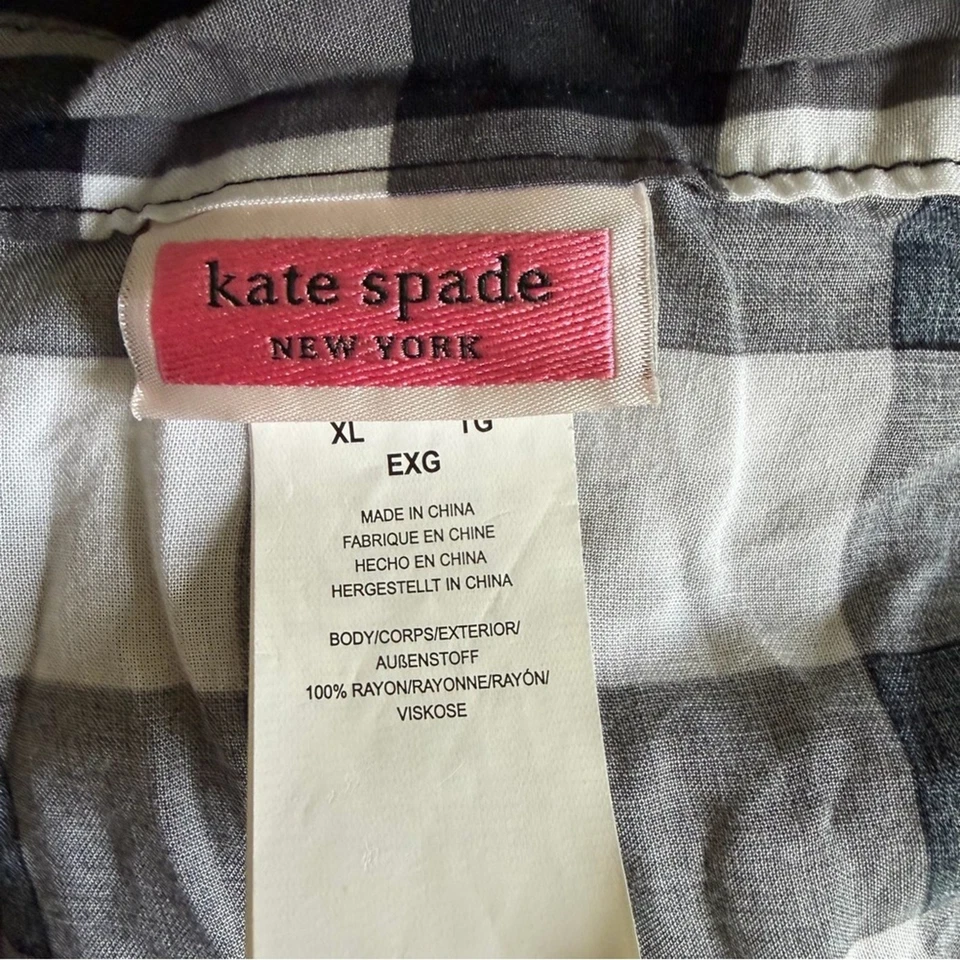 kate spade
NEW YORK
XL TG
EXG
MADE IN CHINA
FABRIQUE EN CHINE
HECHO EN CHINA
HERGESTELLT IN CHINA
BODY/CORPS/EXTERIOR/
AUßENSTOFF
100% RAYON/RAYONNE/RAYÓN/
VISKOSE